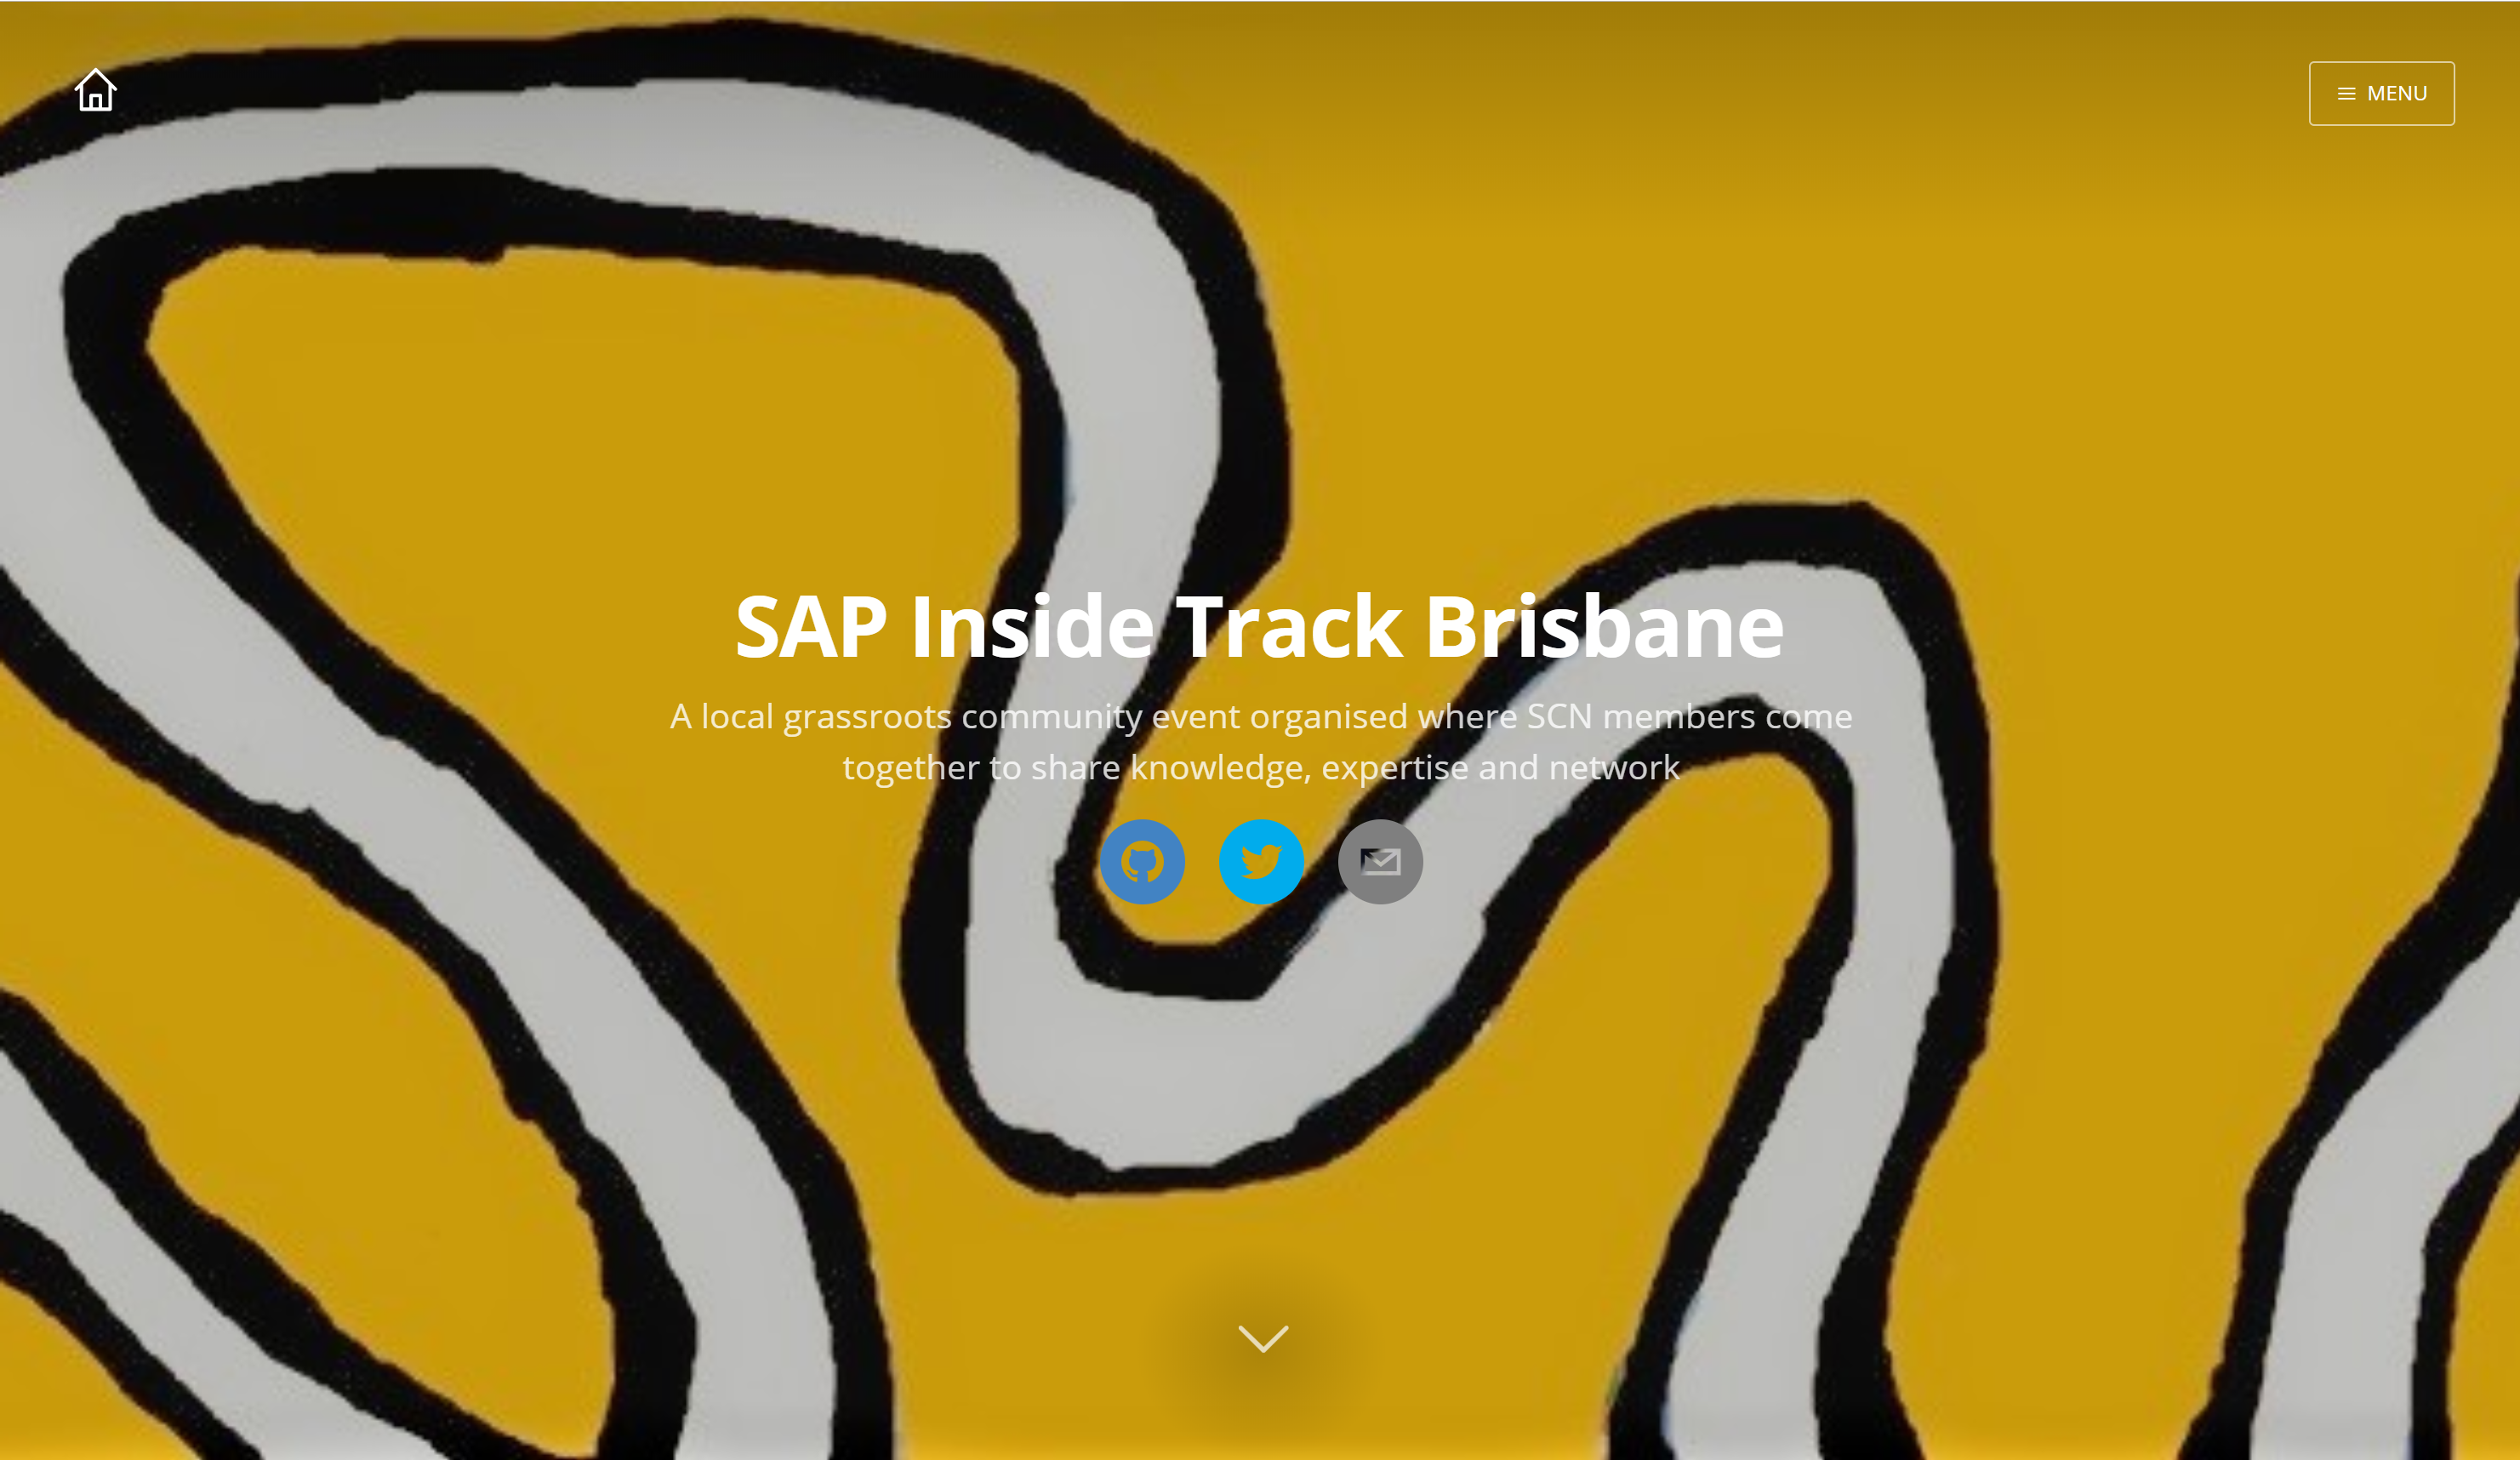 MENU
SAP Inside Track Brisbane
A local grassroots community event organised where SCN members come
together to share knowledge, expertise and network